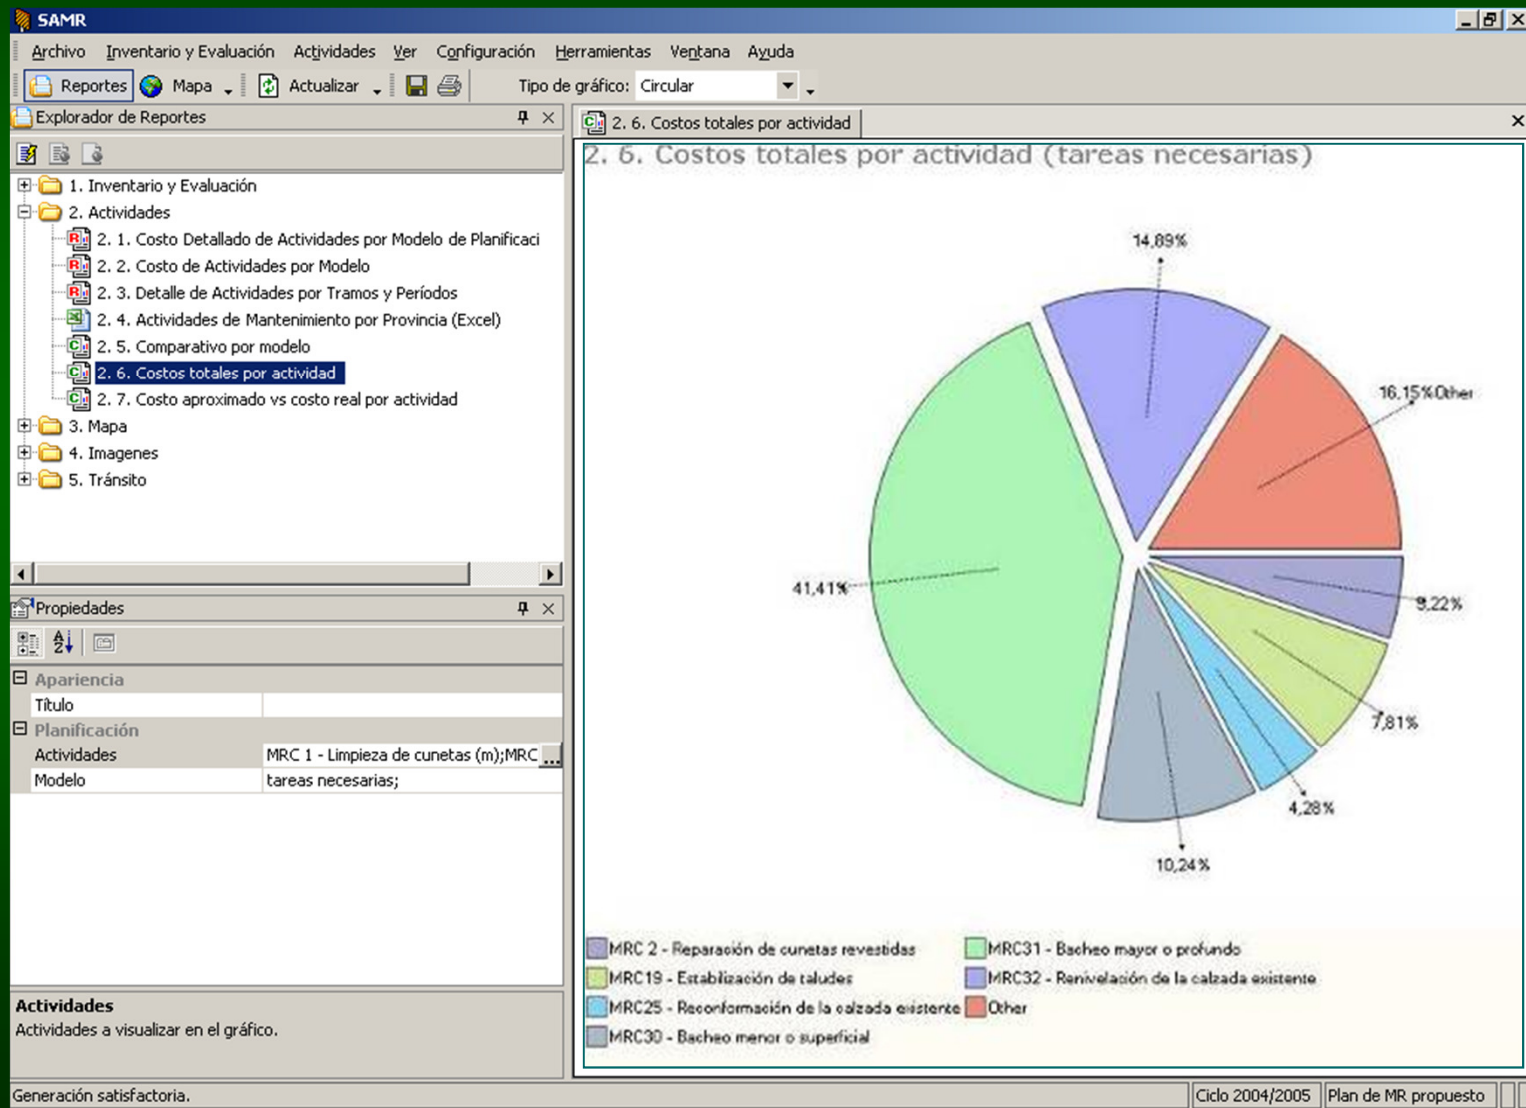 SAMR
Archivo Inventario y Evaluación Actividades Ver Configuración Herramientas Ventana Ayuda
Reportes Mapa Actualizar Tipo de gráfico: Circular
Explorador de Reportes
1. Inventario y Evaluación
2. Actividades
2. 1. Costo Detallado de Actividades por Modelo de Planificaci
2. 2. Costo de Actividades por Modelo
2. 3. Detalle de Actividades por Tramos y Períodos
2. 4. Actividades de Mantenimiento por Provincia (Excel)
2. 5. Comparativo por modelo
2. 6. Costos totales por actividad
2. 7. Costo aproximado vs costo real por actividad
3. Mapa
4. Imagenes
5. Tránsito
Propiedades
Apariencia
Título
Planificación
Actividades MRC 1 - Limpieza de cunetas (m);MRC ...
Modelo tareas necesarias;
Actividades
Actividades a visualizar en el gráfico.
2. 6. Costos totales por actividad
2. 6. Costos totales por actividad (tareas necesarias)
14,89%
16,15%Other
41,41%
5,22%
7,81%
4,28%
10,24%
MRC 2 - Reparación de cunetas revestidas
MRC31 - Bacheo mayor o profundo
MRC19 - Estabilización de taludes
MRC32 - Renivelación de la calzada existente
MRC25 - Reconformación de la calzada existente
Other
MRC30 - Bacheo menor o superficial
Generación satisfactoria.
Ciclo 2004/2005 Plan de MR propuesto